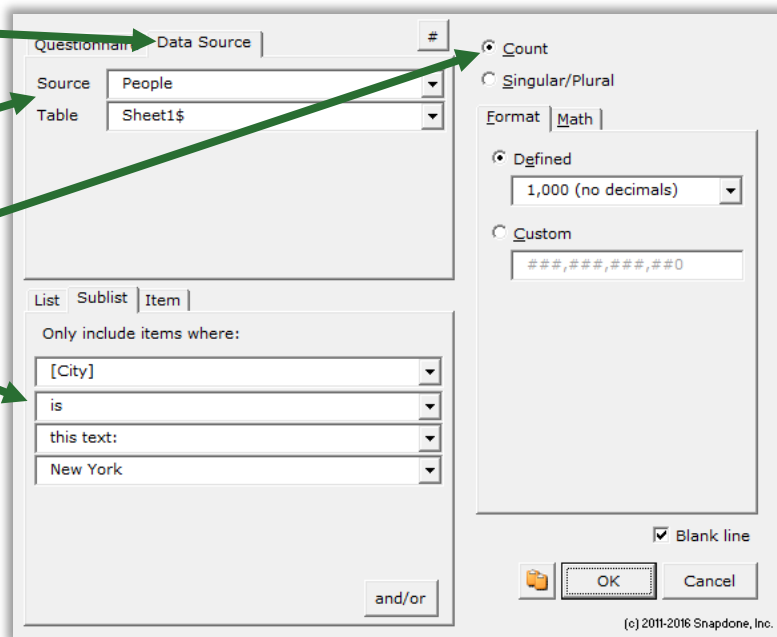 Questionnaire
Data Source
#
Source
People
Table
Sheet1$
Count
Singular/Plural
Format
Math
Defined
1,000 (no decimals)
Custom
###,###,###,##0
List
Sublist
Item
Only include items where:
[City]
is
this text:
New York
and/or
Blank line
OK
Cancel
(c) 2011-2016 Snapdone, Inc.